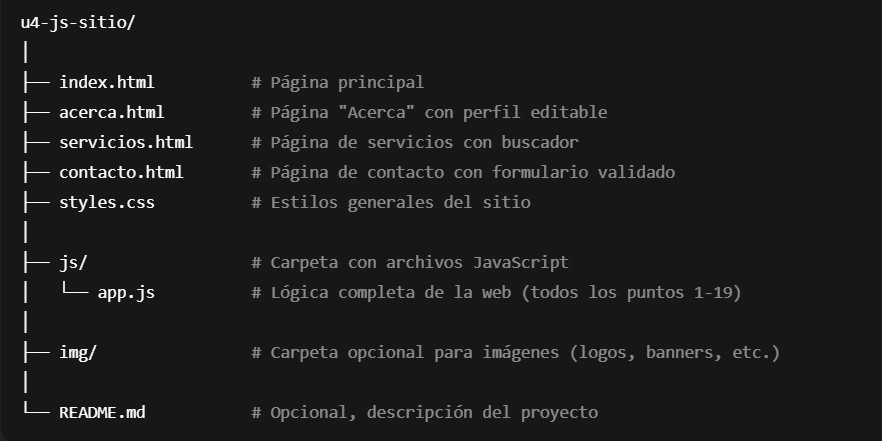 u4-js-sitio/
│
├── index.html          # Página principal
├── acerca.html         # Página "Acerca" con perfil editable
├── servicios.html      # Página de servicios con buscador
├── contacto.html       # Página de contacto con formulario validado
├── styles.css          # Estilos generales del sitio
│
├── js/                 # Carpeta con archivos JavaScript
│   └── app.js          # Lógica completa de la web (todos los puntos 1-19)
│
├── img/                # Carpeta opcional para imágenes (logos, banners, etc.)
│
└── README.md           # Opcional, descripción del proyecto